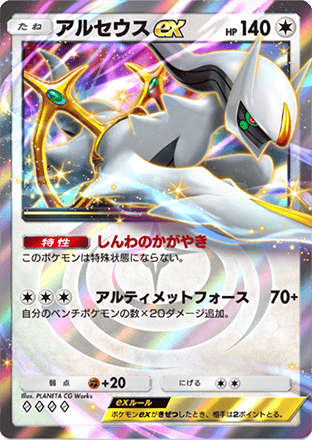 たね アルセウスex HP 140
特性 しんわのかがやき
このポケモンは特殊状態にならない。
アルティメットフォース 70+
自分のベンチポケモンの数×20ダメージ追加。
弱点 +20 にげる
Illus. PLANETA CG Works
exルール
ポケモンexがきぜつしたとき、相手は2ポイントとる。